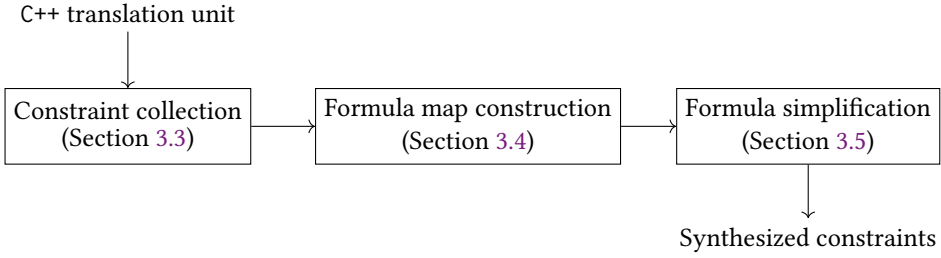 C++ translation unit
Constraint collection
(Section 3.3)
Formula map construction
(Section 3.4)
Formula simplification
(Section 3.5)
Synthesized constraints